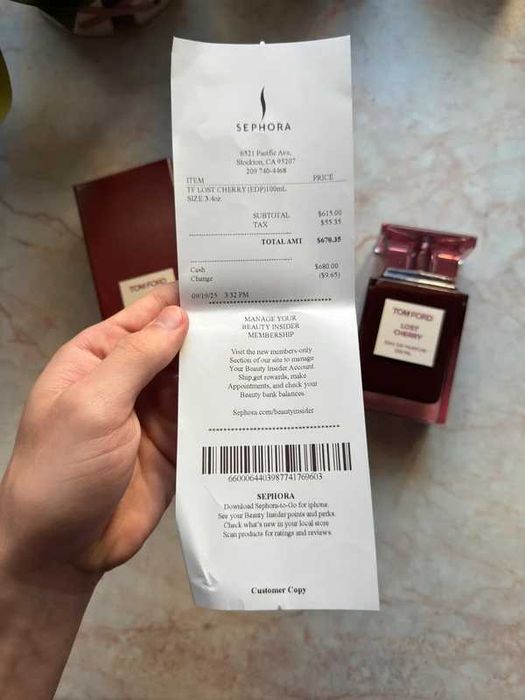 SEPHORA
6521 Pacific Ave,
Stockton, CA 95207
209 740-4468
ITEM PRICE
TF LOST CHERRY (EDP)100mL
SIZE 3.4oz
SUBTOTAL $615.00
TAX $55.35
TOTAL AMT $670.35
Cash $680.00
Change ($9.65)
09/19/25 3:32 PM
MANAGE YOUR
BEAUTY INSIDER
MEMBERSHIP
Visit the new members-only
Section of our site to manage
Your Beauty Insider Account.
Ship,get rewards, make
Appointments, and check your
Beauty bank balances
Sephora.com/beautyinsider
6600064403987741769603
SEPHORA
Download Sephora-to-Go for iphone
See your Beauty Insider points and perks
Check what's new in your local store
Scan products for ratings and reviews
Customer Copy
TOM FORD
TOM FORD
LOST
CHERRY
EAU DE PARFUM